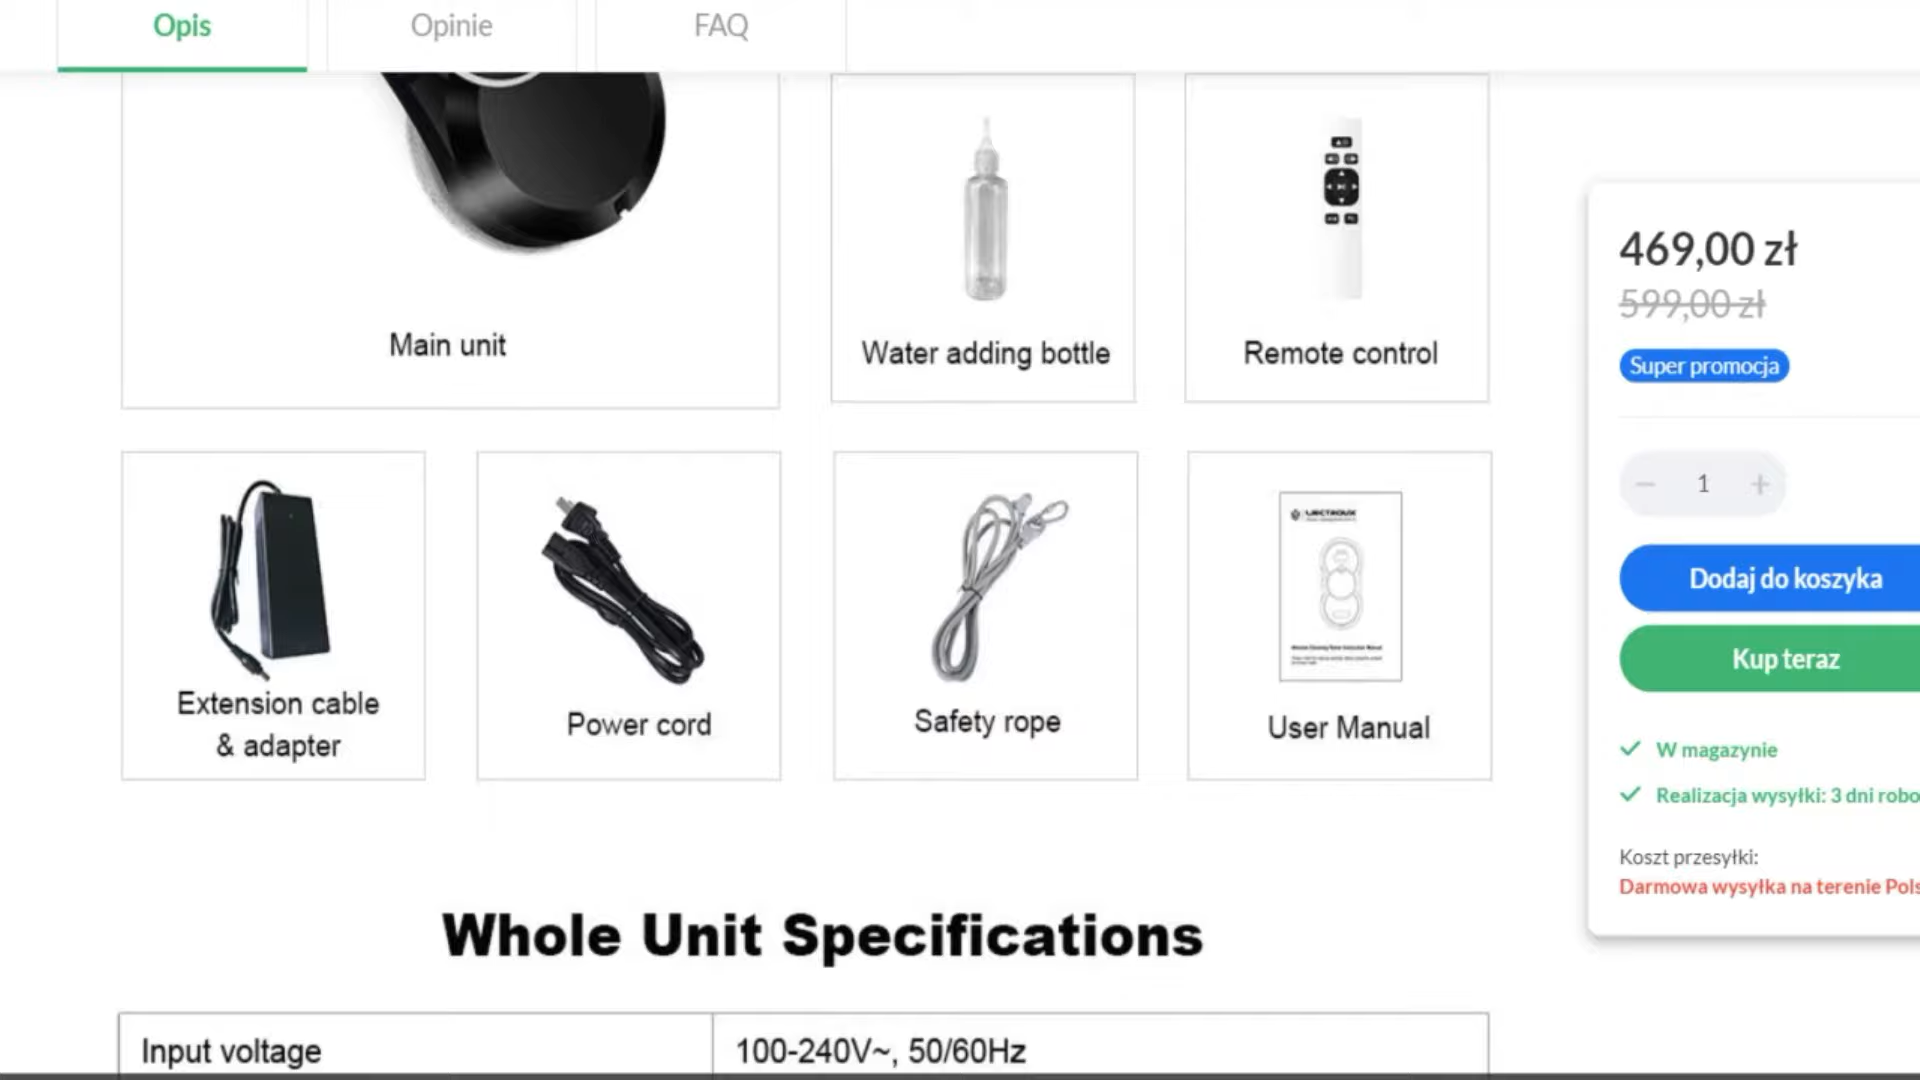 Opis
Opinie
FAQ
Main unit
Water adding bottle
Remote control
Extension cable
& adapter
Power cord
Safety rope
User Manual
Whole Unit Specifications
Input voltage
100-240V~, 50/60Hz
469,00 zł
599,00 zł
Super promocja
1
Dodaj do koszyka
Kup teraz
W magazynie
Realizacja wysyłki: 3 dni robo
Koszt przesyłki:
Darmowa wysyłka na terenie Pols